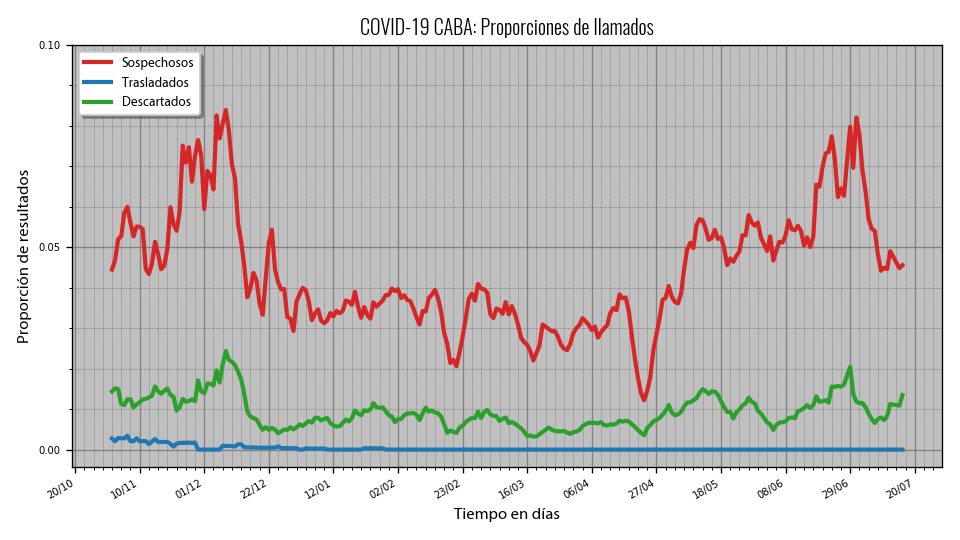 COVID-19 CABA: Proporciones de llamados
Sospechosos
Trasladados
Descartados
Proporción de resultados
0.10
0.05
0.00
20/10
10/11
01/12
22/12
12/01
02/02
23/02
16/03
06/04
27/04
18/05
08/06
29/06
20/07
Tiempo en días